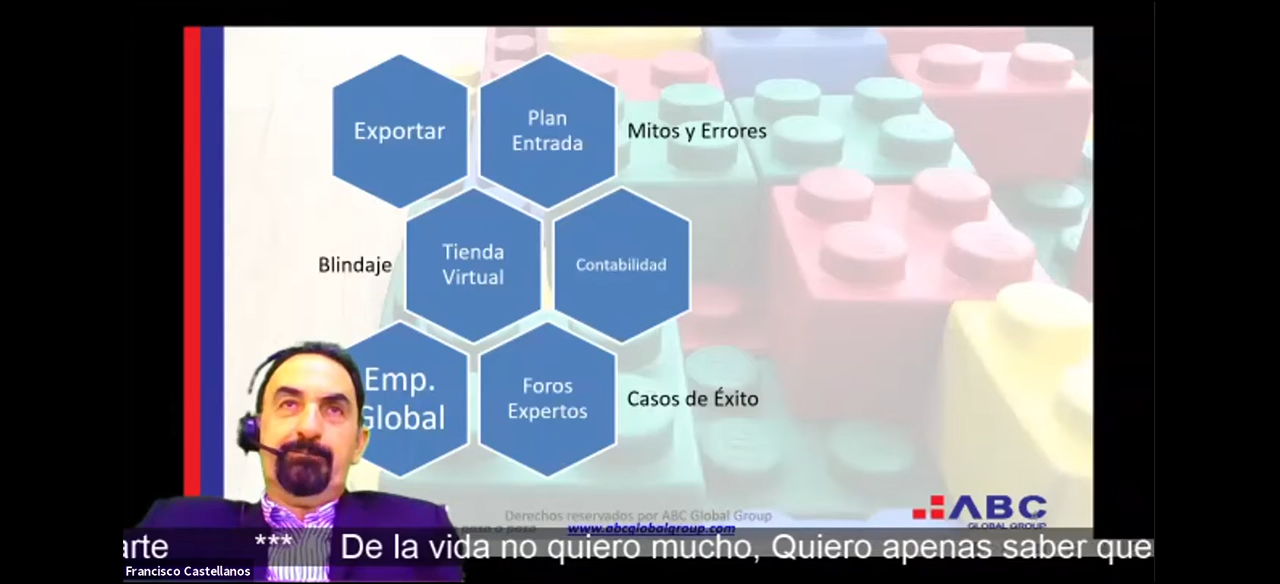 Exportar
Plan
Entrada
Mitos y Errores
Blindaje
Tienda
Virtual
Contabilidad
Emp.
Global
Foros
Expertos
Casos de Éxito
Derechos reservados por ABC Global Group
paso a paso
www.abcglobalgroup.com
ABC
GLOBAL GROUP
arte *** De la vida no quiero mucho, Quiero apenas saber que
Francisco Castellanos